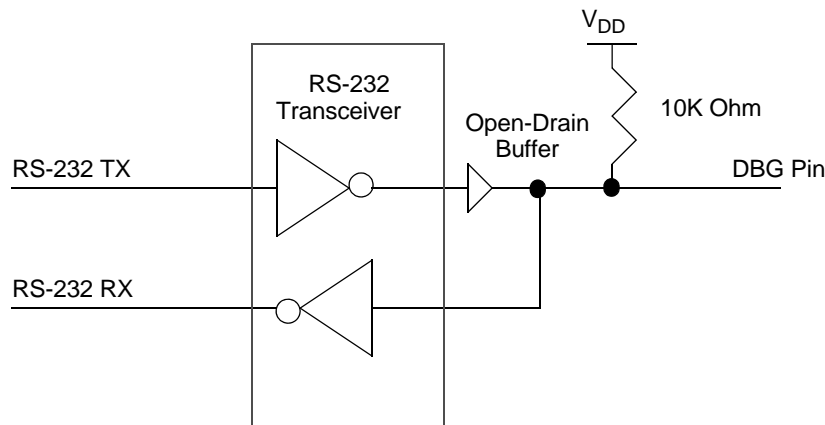 V_DD
RS-232
Transceiver
Open-Drain
Buffer
10K Ohm
RS-232 TX
DBG Pin
RS-232 RX